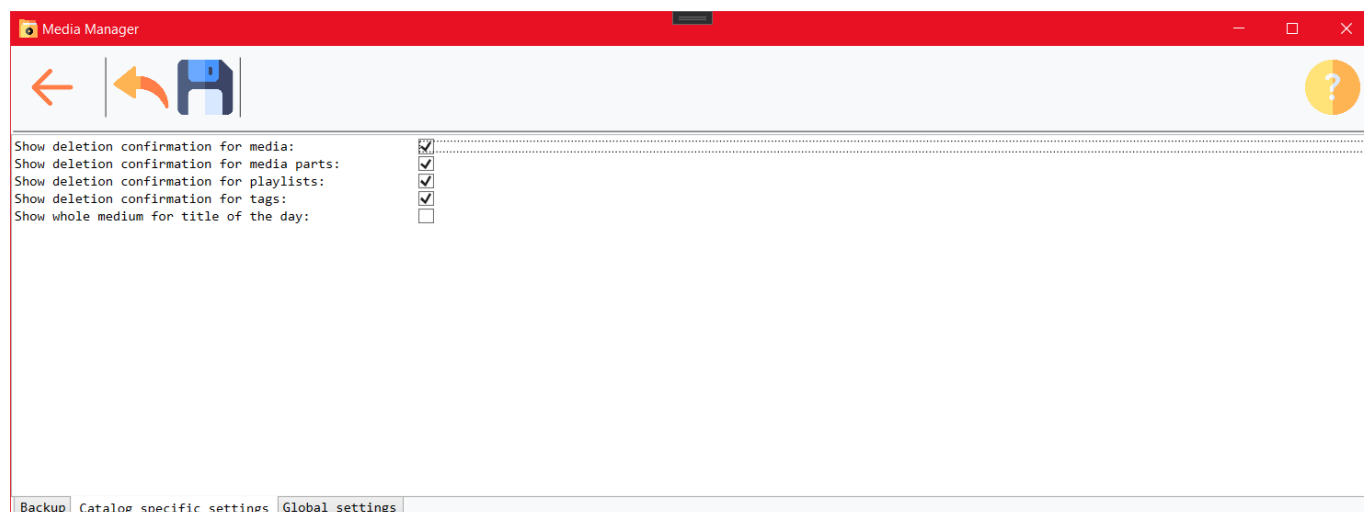 Media Manager
?
Show deletion confirmation for media:
Show deletion confirmation for media parts:
Show deletion confirmation for playlists:
Show deletion confirmation for tags:
Show whole medium for title of the day:
Backup Catalog specific settings Global settings